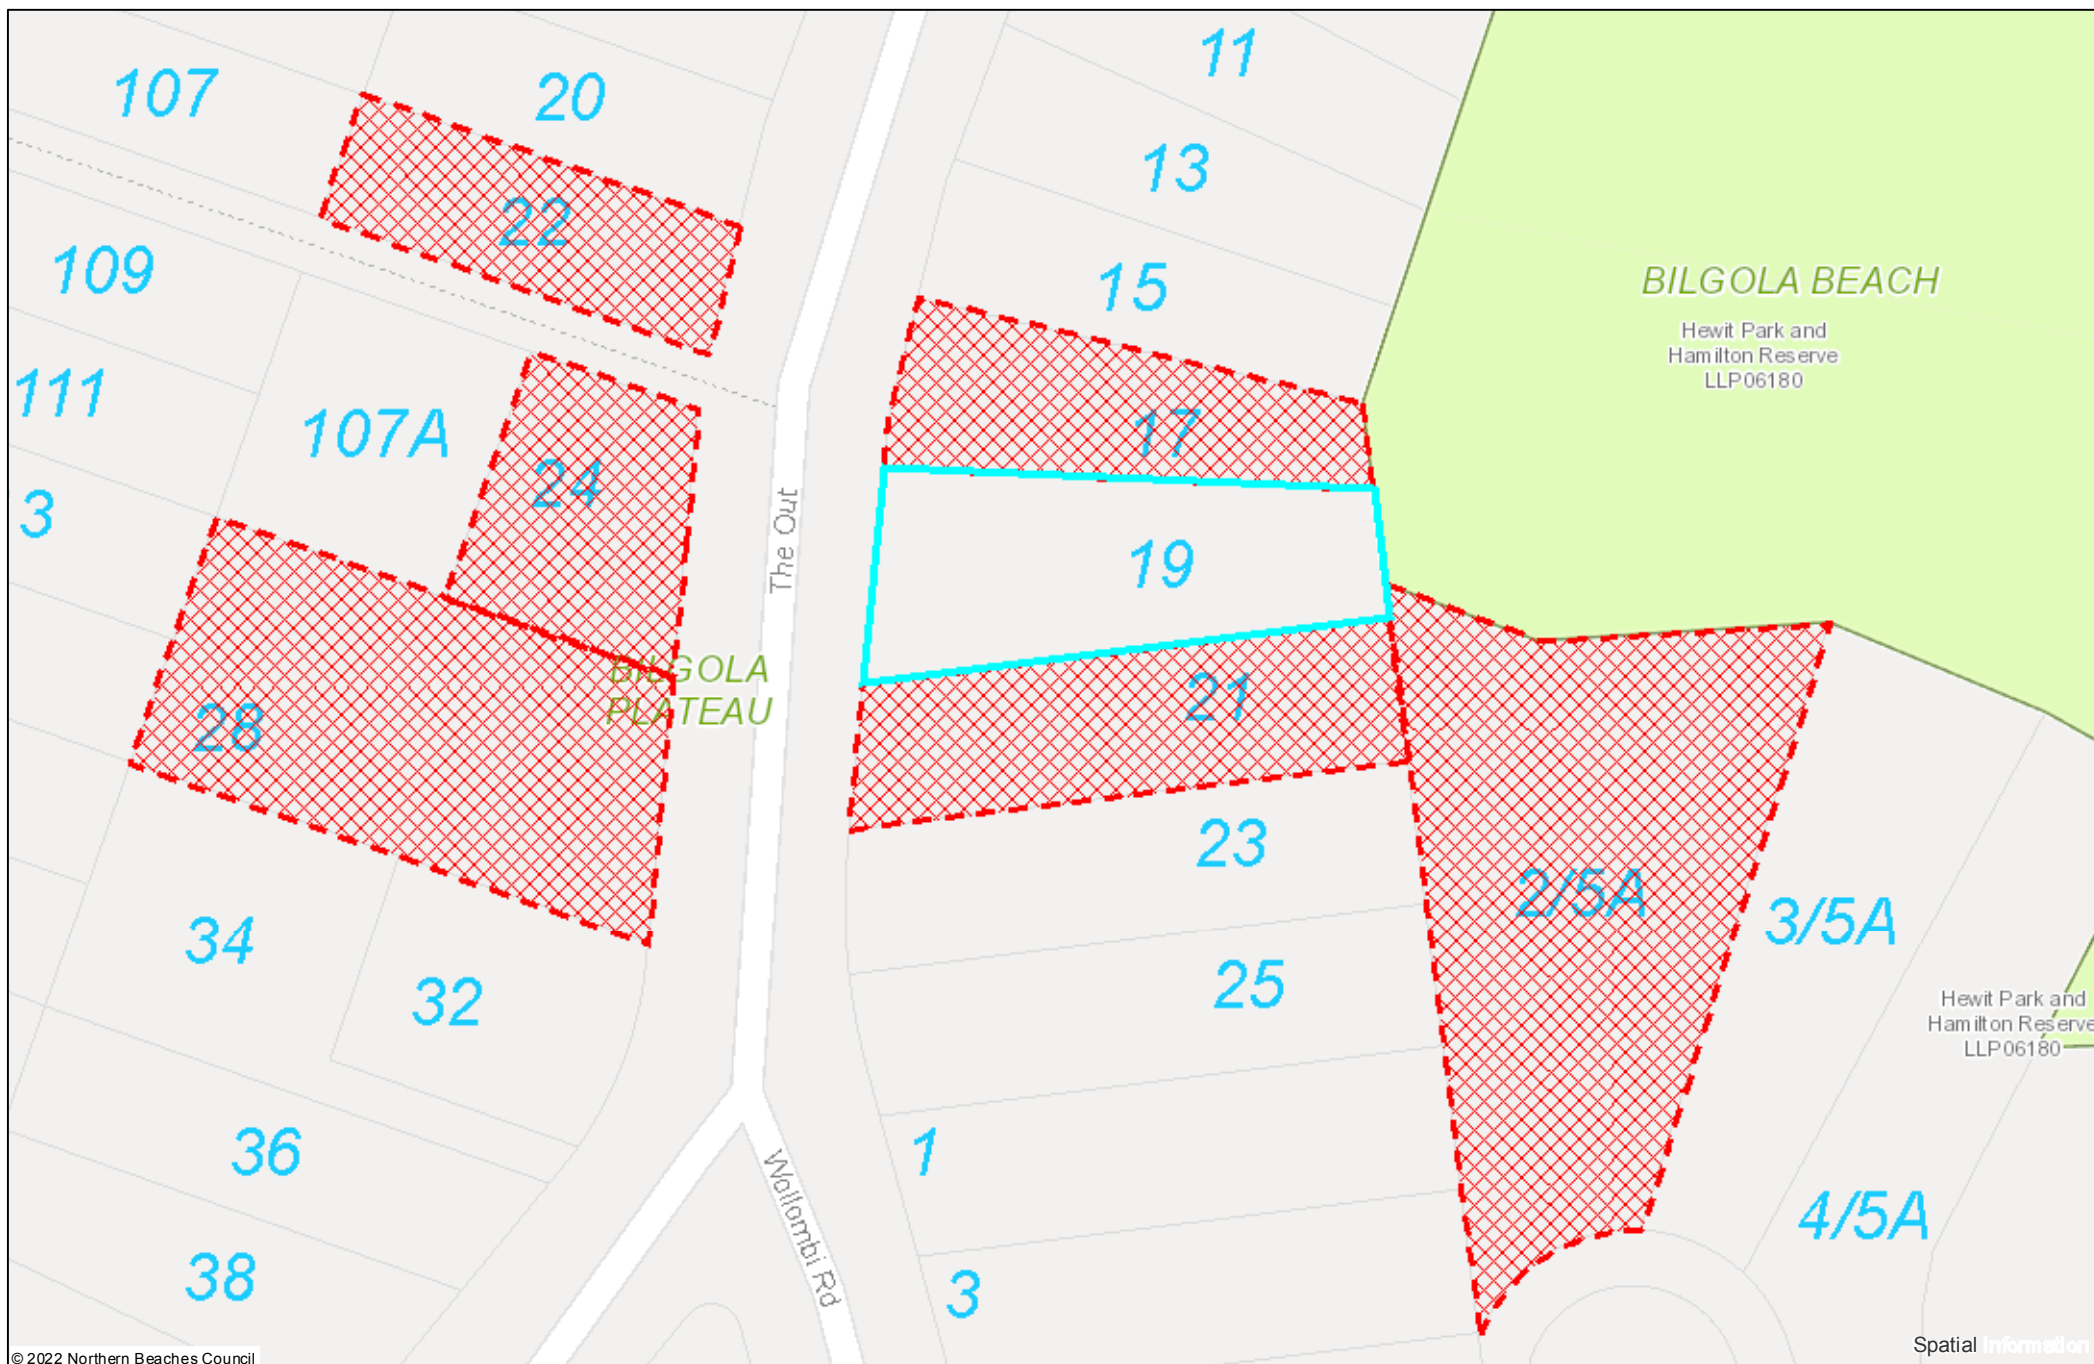 11
107
20
13
22
109
15
BILGOLA BEACH
Hewit Park and
Hamilton Reserve
LLP06180
111
107A
17
24
3
The Out
19
BILGOLA
PLATEAU
21
28
23
2/5A
3/5A
34
25
32
Hewit Park and
Hamilton Reserve
LLP06180
36
1
Wollombi Rd
4/5A
38
3
Spatial Information
© 2022 Northern Beaches Council